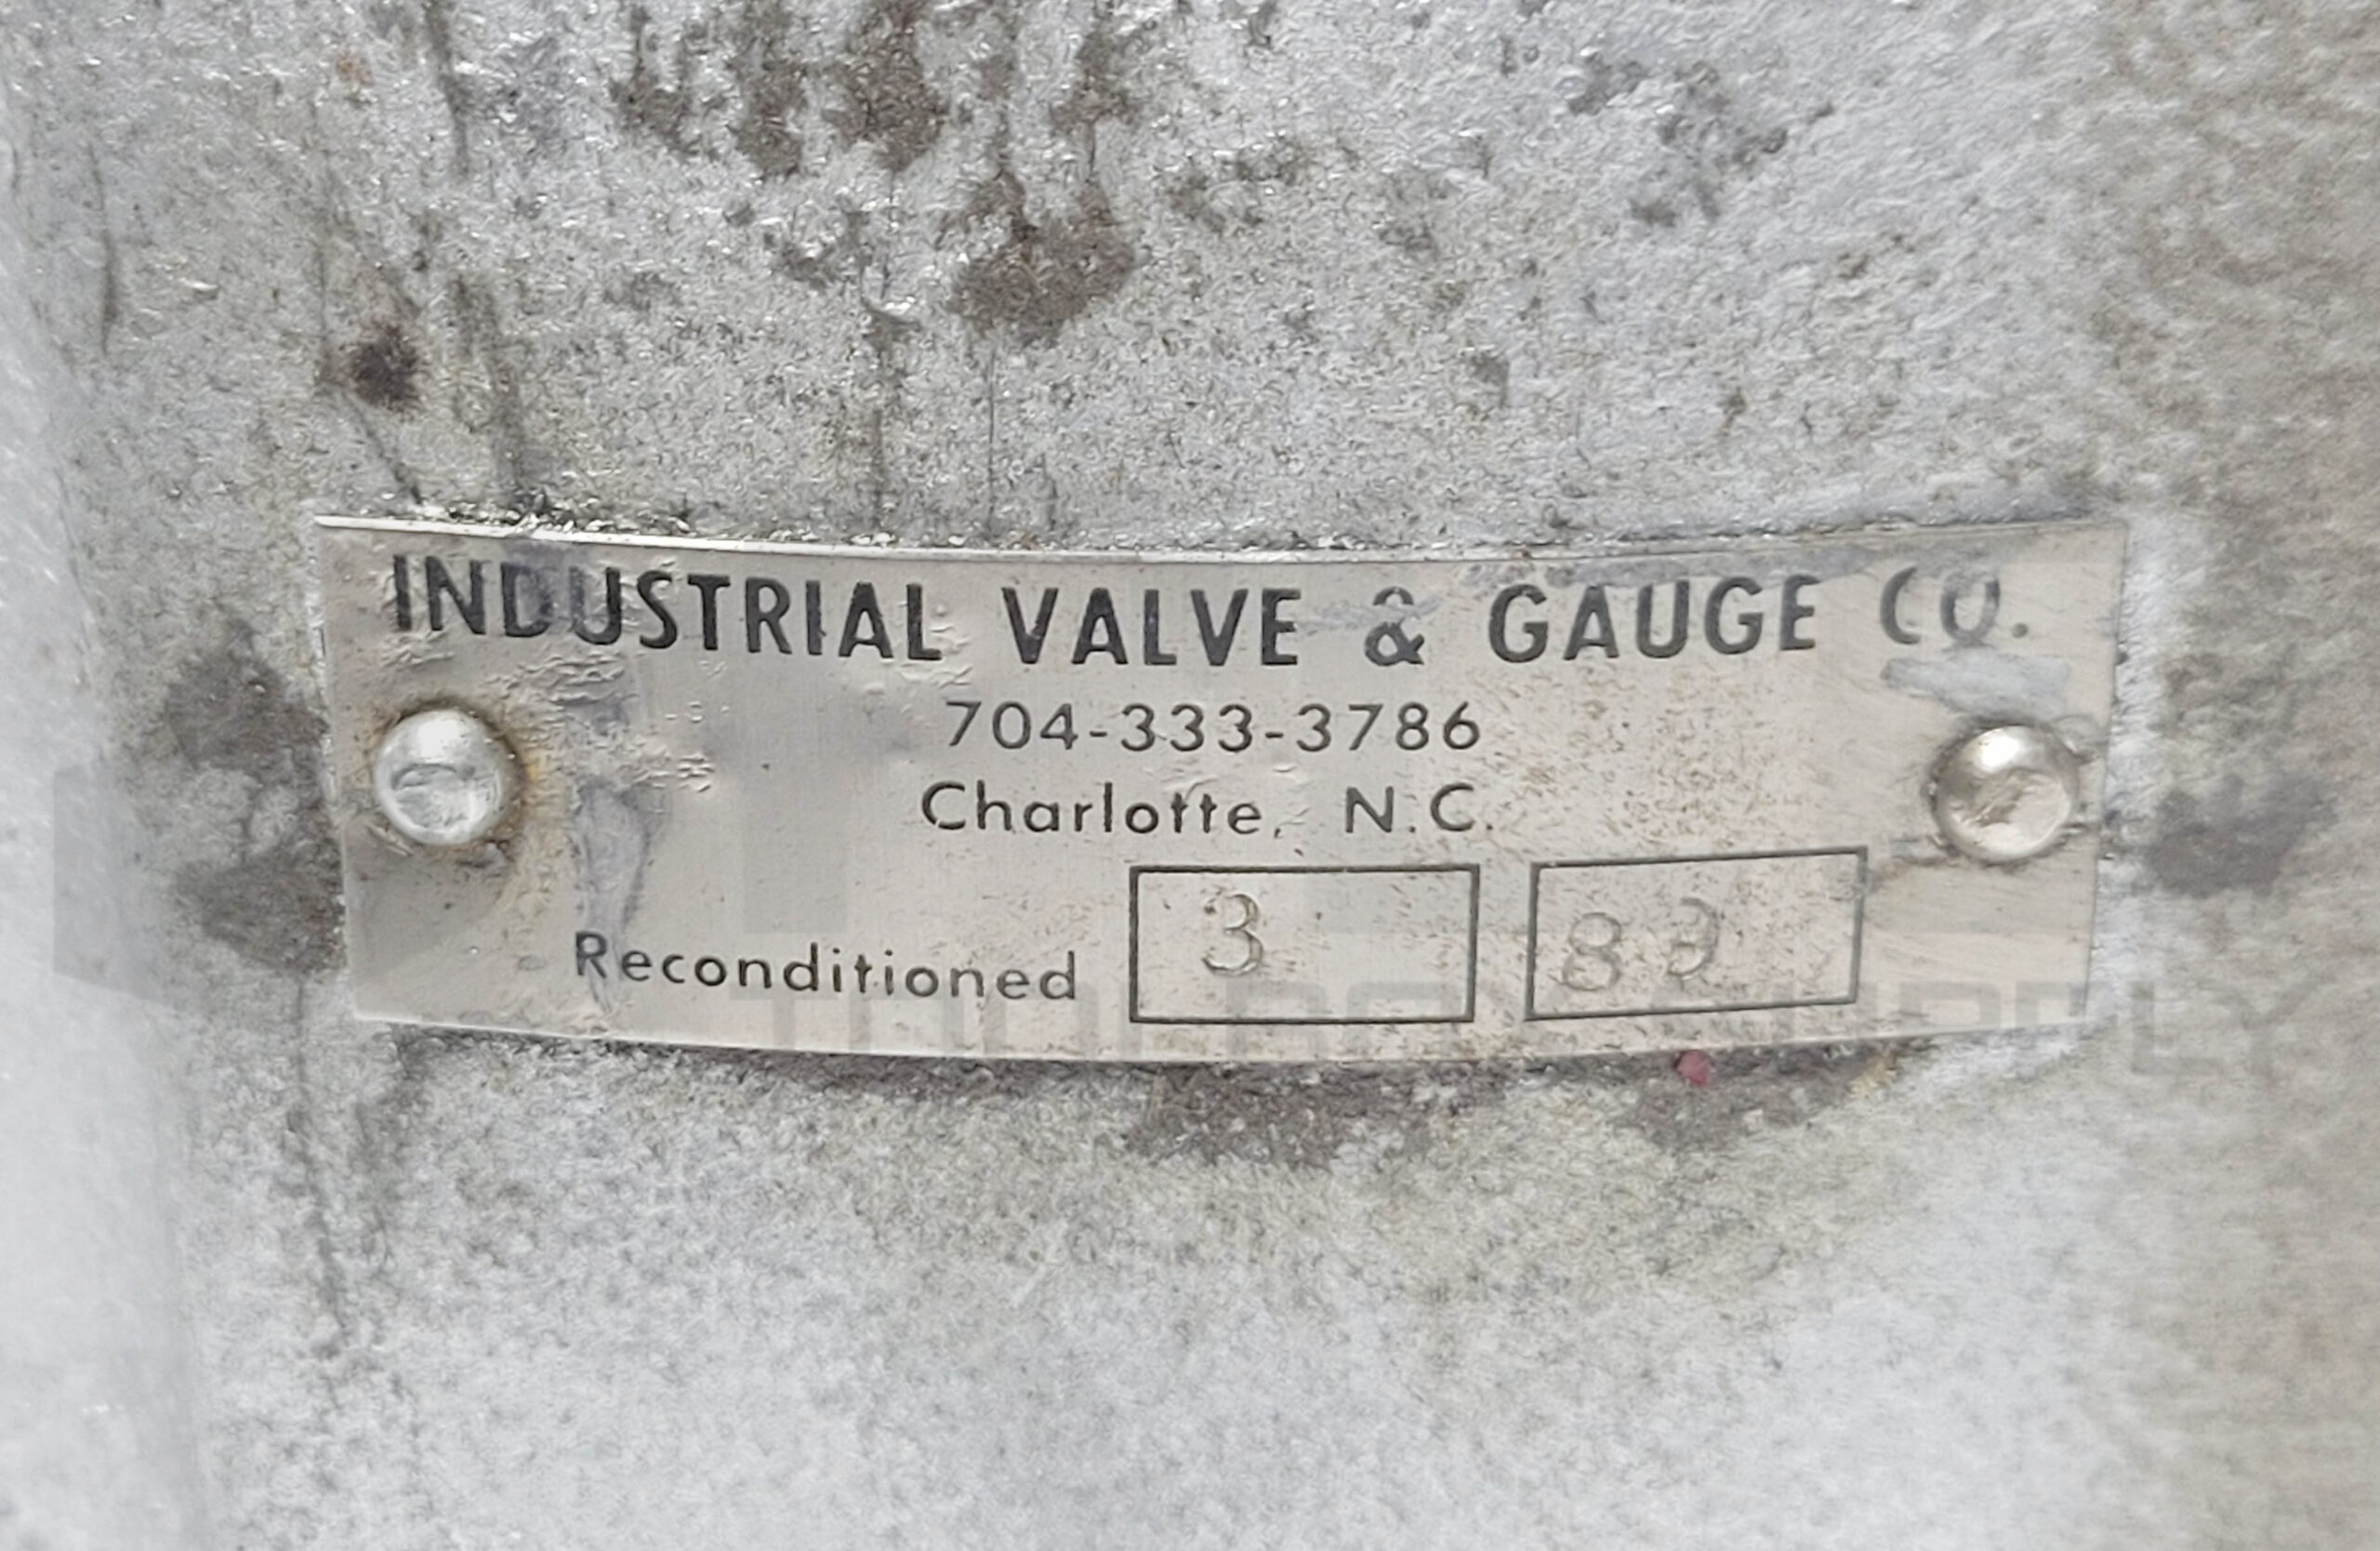 INDUSTRIAL VALVE & GAUGE CO.
704-333-3786
Charlotte, N.C.
Reconditioned 3 89